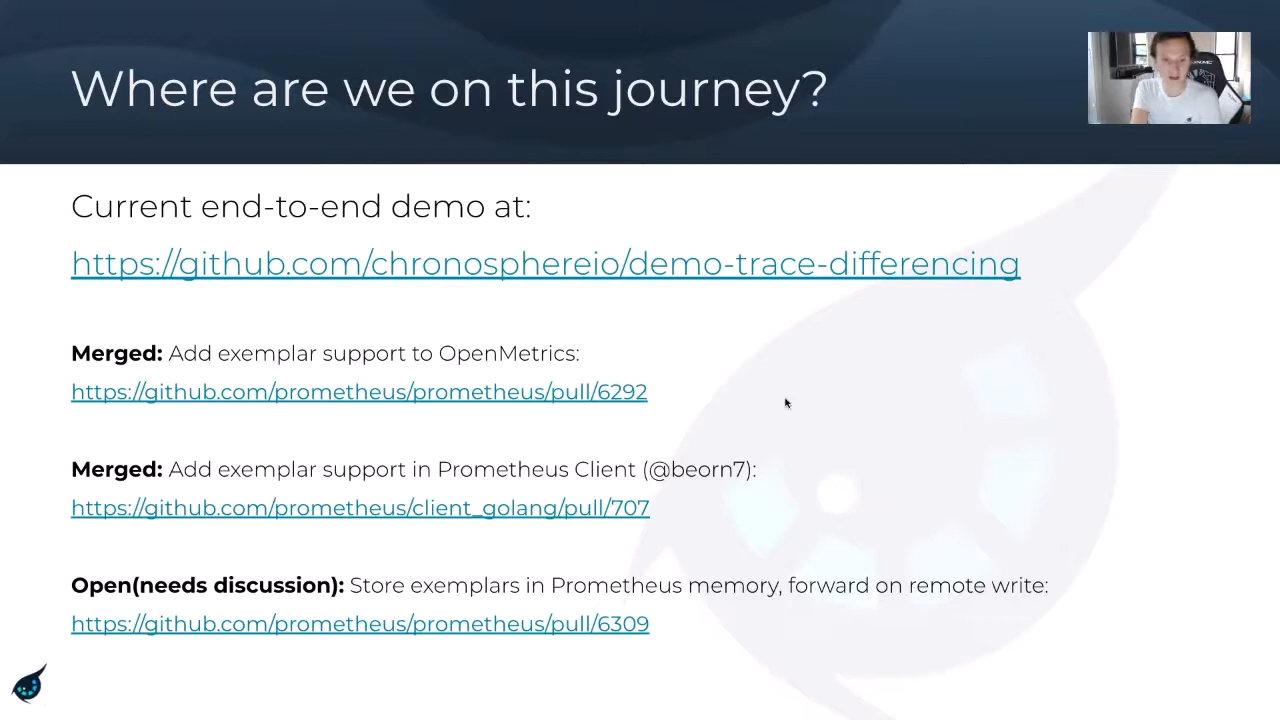 Where are we on this journey?
Current end-to-end demo at:
https://github.com/chronosphereio/demo-trace-differencing
Merged: Add exemplar support to OpenMetrics:
https://github.com/prometheus/prometheus/pull/6292
Merged: Add exemplar support in Prometheus Client (@beorn7):
https://github.com/prometheus/client_golang/pull/707
Open(needs discussion): Store exemplars in Prometheus memory, forward on remote write:
https://github.com/prometheus/prometheus/pull/6309